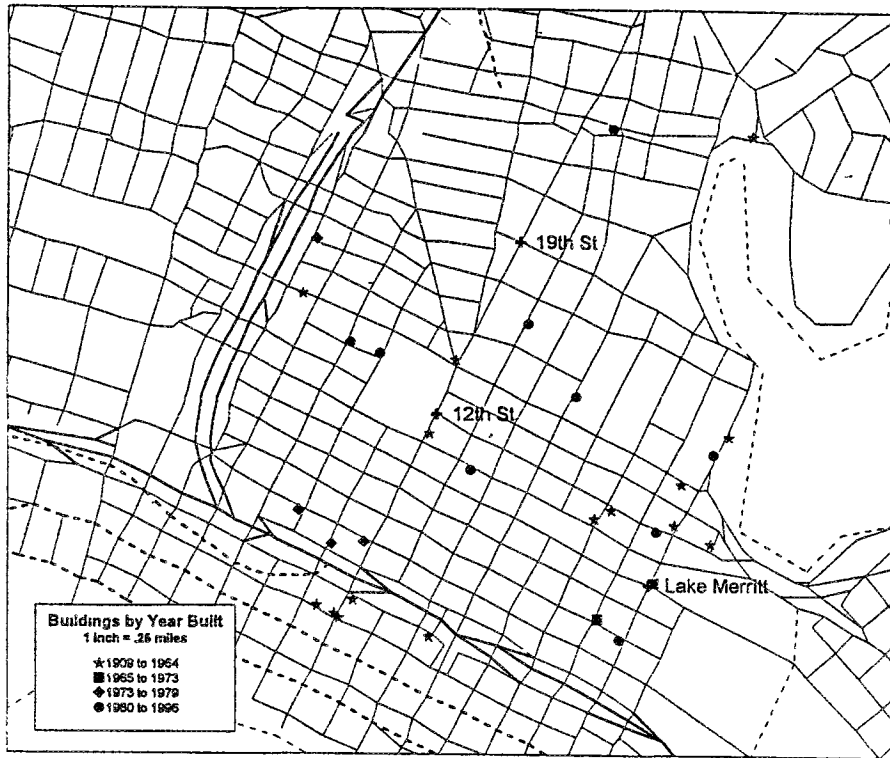 19th St
12th St
Lake Merritt
Buildings by Year Built
1 inch = .25 miles
1909 to 1964
1965 to 1973
1973 to 1979
1980 to 1996